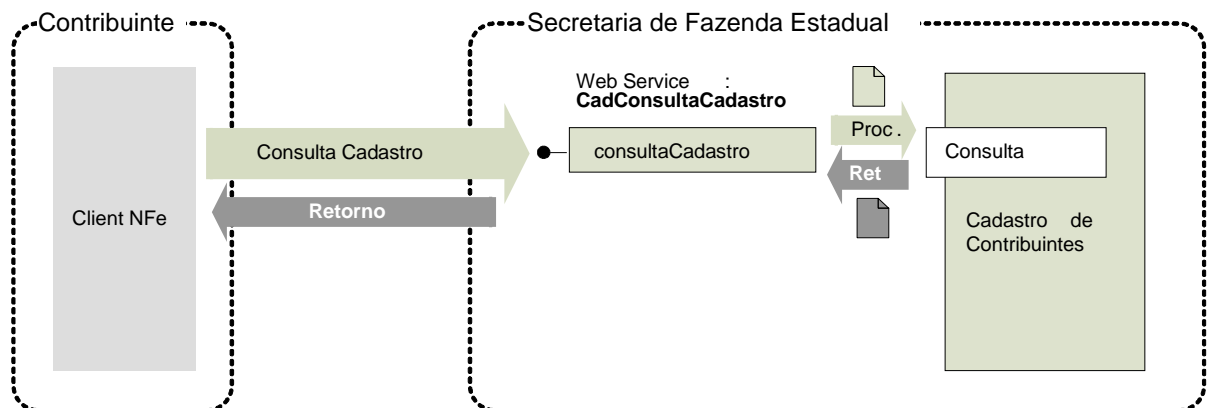 Contribuinte
Secretaria de Fazenda Estadual
Web Service :
CadConsultaCadastro
Proc.
Consulta Cadastro
consultaCadastro
Consulta
Ret
Retorno
Client NFe
Cadastro de
Contribuintes